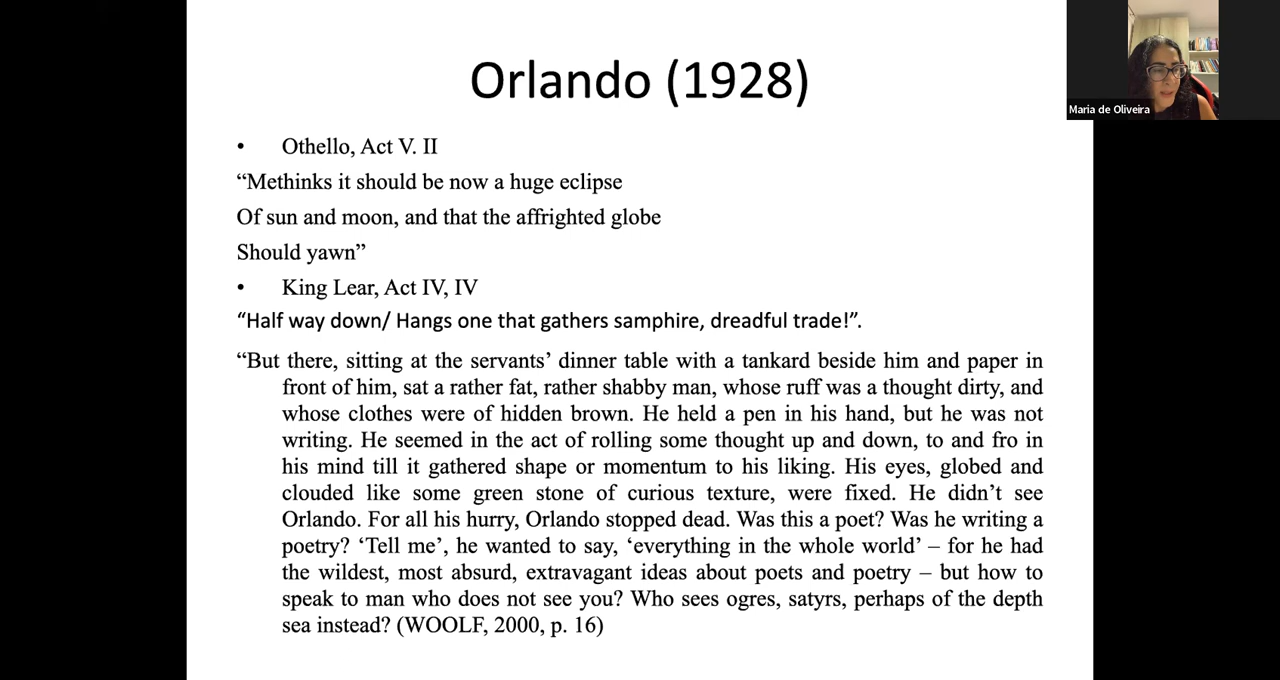 Orlando (1928)
Maria de Oliveira
• Othello, Act V. II
“Methinks it should be now a huge eclipse
Of sun and moon, and that the affrighted globe
Should yawn”
• King Lear, Act IV, IV
“Half way down/ Hangs one that gathers samphire, dreadful trade!”.
“But there, sitting at the servants’ dinner table with a tankard beside him and paper in
front of him, sat a rather fat, rather shabby man, whose ruff was a thought dirty, and
whose clothes were of hidden brown. He held a pen in his hand, but he was not
writing. He seemed in the act of rolling some thought up and down, to and fro in
his mind till it gathered shape or momentum to his liking. His eyes, globed and
clouded like some green stone of curious texture, were fixed. He didn’t see
Orlando. For all his hurry, Orlando stopped dead. Was this a poet? Was he writing a
poetry? ‘Tell me’, he wanted to say, ‘everything in the whole world’ – for he had
the wildest, most absurd, extravagant ideas about poets and poetry – but how to
speak to man who does not see you? Who sees ogres, satyrs, perhaps of the depth
sea instead? (WOOLF, 2000, p. 16)